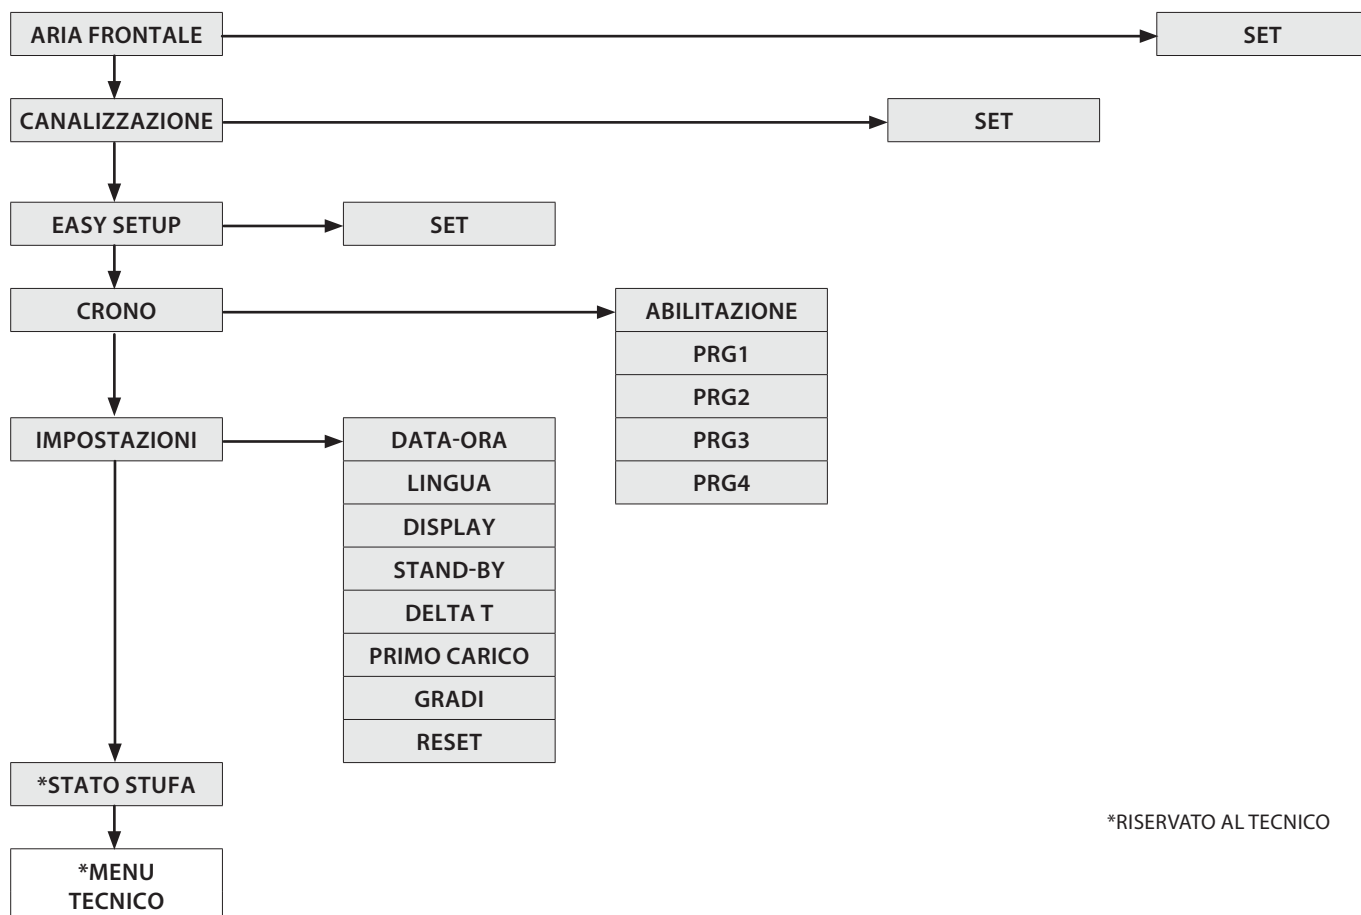 ARIA FRONTALE
SET
CANALIZZAZIONE
SET
EASY SETUP
SET
CRONO
ABILITAZIONE
PRG1
PRG2
PRG3
PRG4
IMPOSTAZIONI
DATA-ORA
LINGUA
DISPLAY
STAND-BY
DELTA T
PRIMO CARICO
GRADI
RESET
*STATO STUFA
*RISERVATO AL TECNICO
*MENU
TECNICO